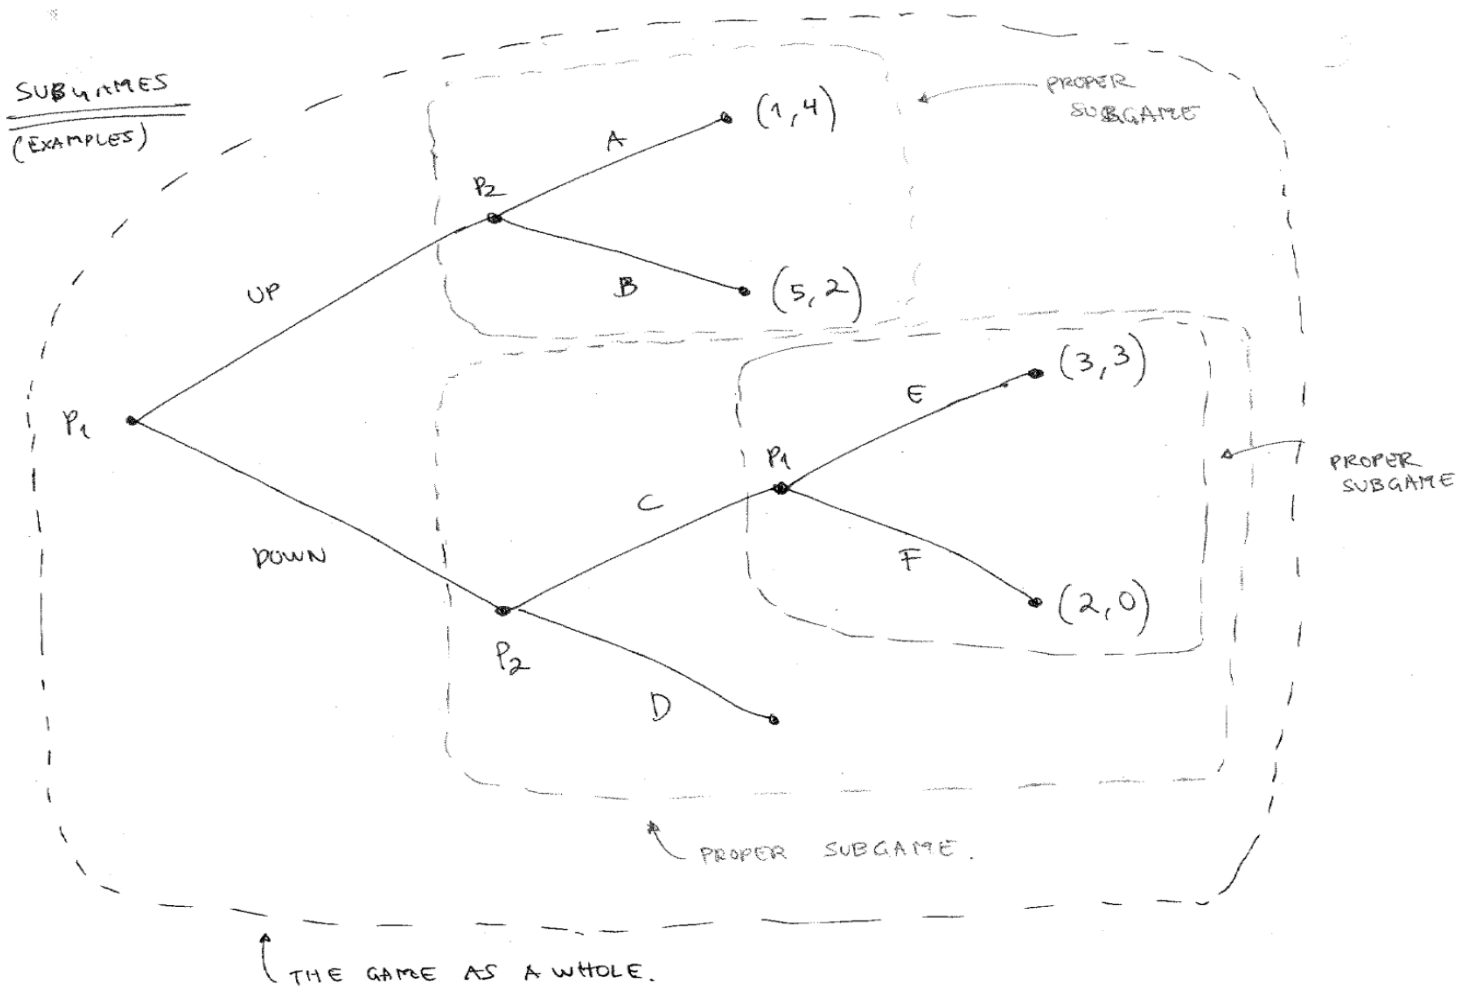 SUBGAMES
(EXAMPLES)
PROPER
SUBGAME
(1,4)
A
P2
UP
B
(5,2)
(3,3)
E
P1
P1
PROPER
SUBGAME
C
DOWN
F
(2,0)
P2
D
PROPER SUBGAME.
THE GAME AS A WHOLE.